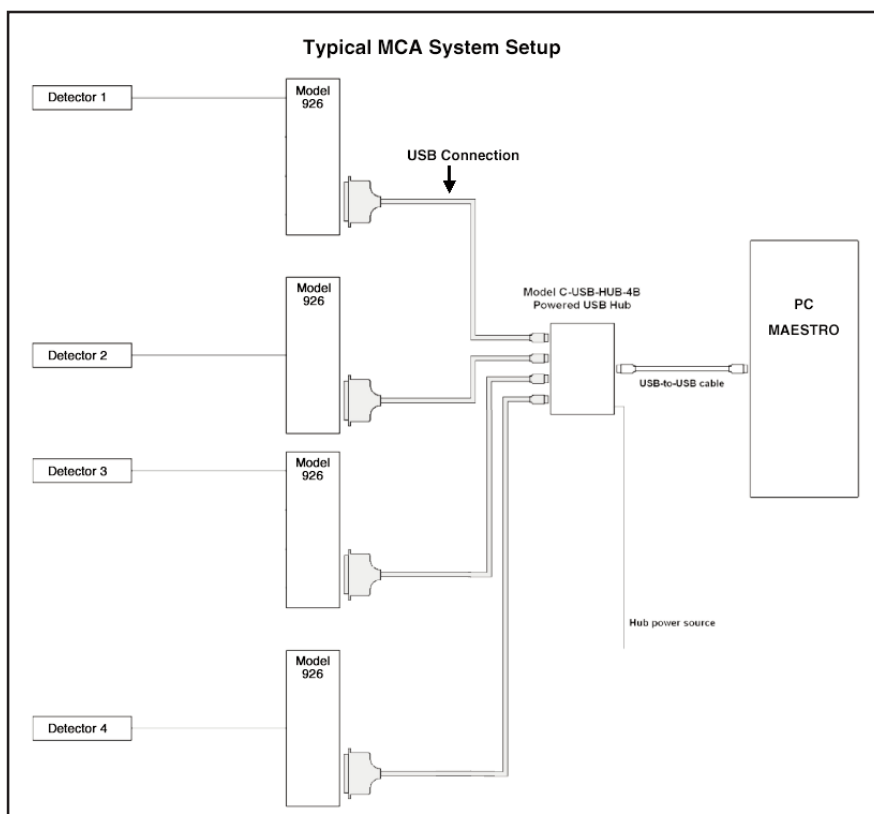 Typical MCA System Setup
Detector 1
Model
926
USB Connection
Model C-USB-HUB-4B
Powered USB Hub
PC
MAESTRO
Detector 2
Model
926
USB-to-USB cable
Detector 3
Model
926
Hub power source
Detector 4
Model
926